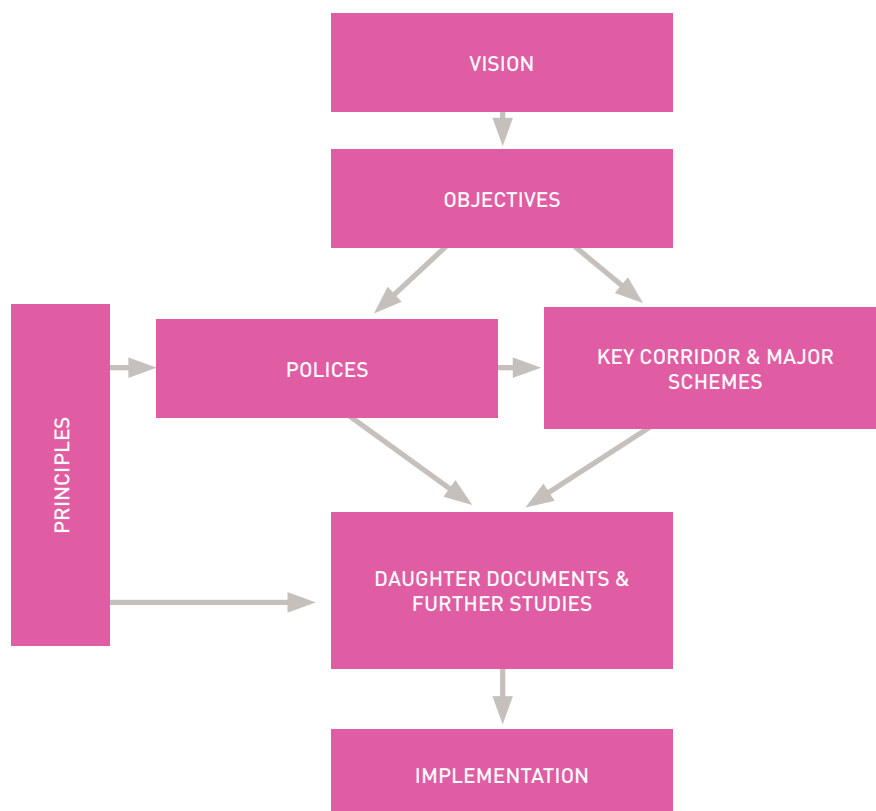 VISION
OBJECTIVES
POLICES
KEY CORRIDOR & MAJOR
SCHEMES
PRINCIPLES
DAUGHTER DOCUMENTS &
FURTHER STUDIES
IMPLEMENTATION